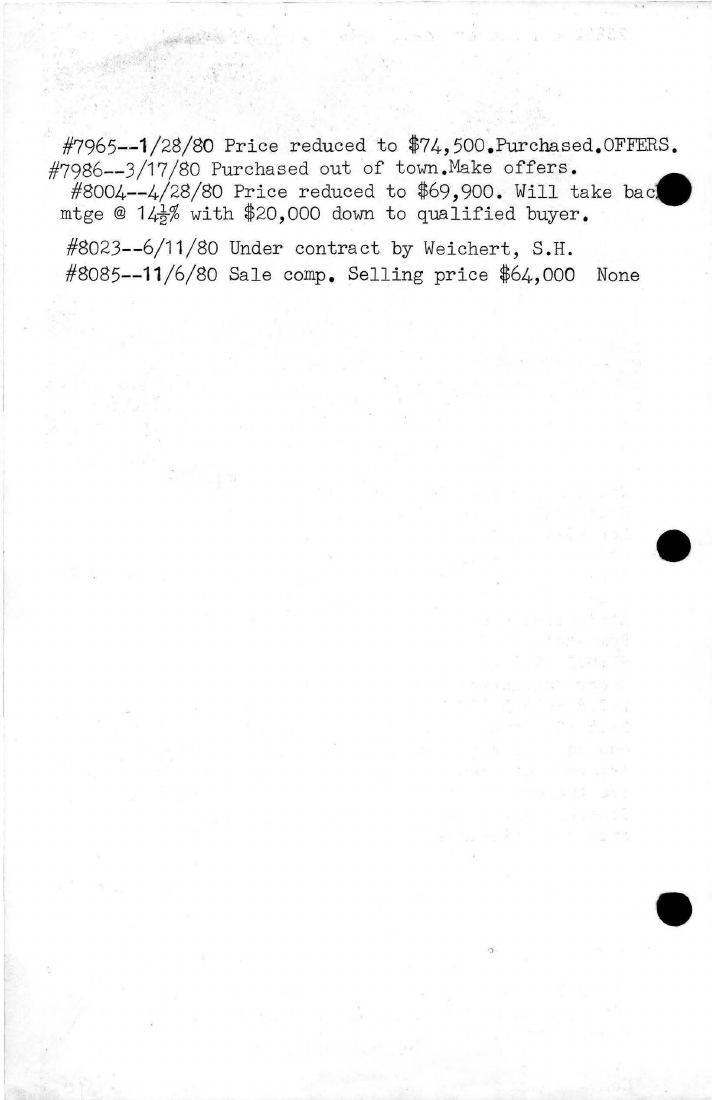 #7965--1/28/80 Price reduced to $74,500.Purchased.OFFERS.
#7986--3/17/80 Purchased out of town.Make offers.
#8004--4/28/80 Price reduced to $69,900. Will take bac
mtge @ 14½% with $20,000 down to qualified buyer.
#8023--6/11/80 Under contract by Weichert, S.H.
#8085--11/6/80 Sale comp. Selling price $64,000 None